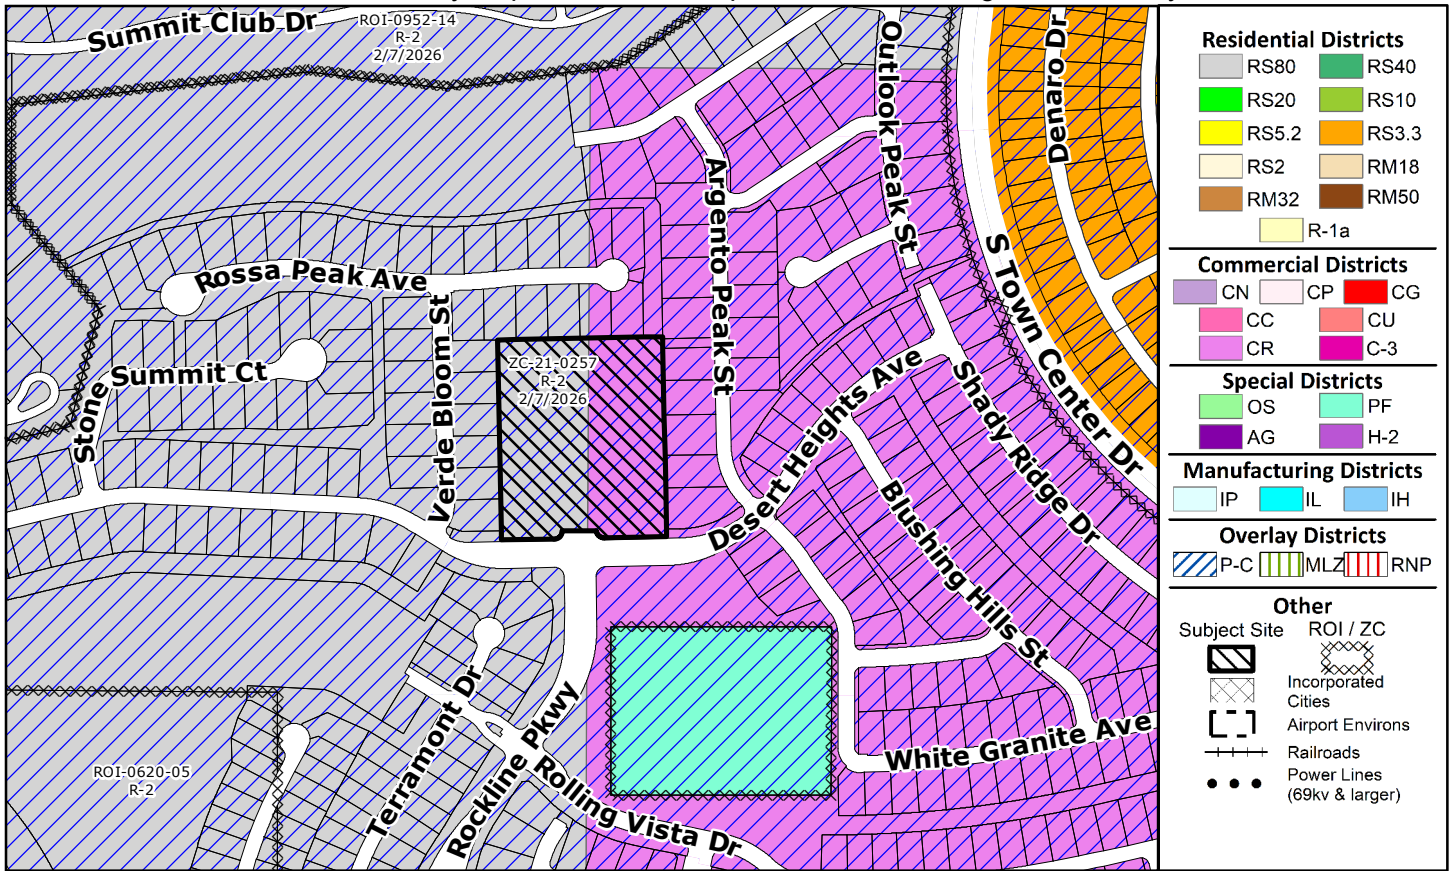 Summit Club Dr
ROI-0952-14
R-2
2/7/2026
Outlook Peak St
Denaro Dr
Argento Peak St
S Town Center Dr
Rossa Peak Ave
Verde Bloom St
Stone
Summit Ct
ZC-21-0257
R-2
2/7/2026
Desert Heights Ave
Shady Ridge Dr
Blushing Hills St
White Granite Ave
Terramont Dr
Rockline Pkwy
Rolling Vista Dr
ROI-0620-05
R-2
Residential Districts
RS80 RS40
RS20 RS10
RS5.2 RS3.3
RS2 RM18
RM32 RM50
R-1a
Commercial Districts
CN CP CG
CC CU
CR C-3
Special Districts
OS PF
AG H-2
Manufacturing Districts
IP IL IH
Overlay Districts
P-C MLZ RNP
Other
Subject Site ROI / ZC
Incorporated
Cities
Airport Environs
Railroads
Power Lines
(69kv & larger)